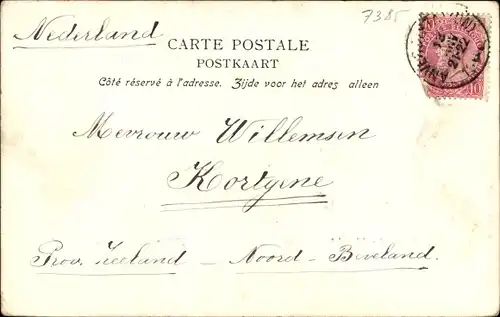 7385
Nederland
CARTE POSTALE
POSTKAART
Côté réservé à l'adresse. Zijde voor het adres alleen
10
Mevrouw Willemsen
Kortgene
Prov. Zeeland – Noord-Beveland.